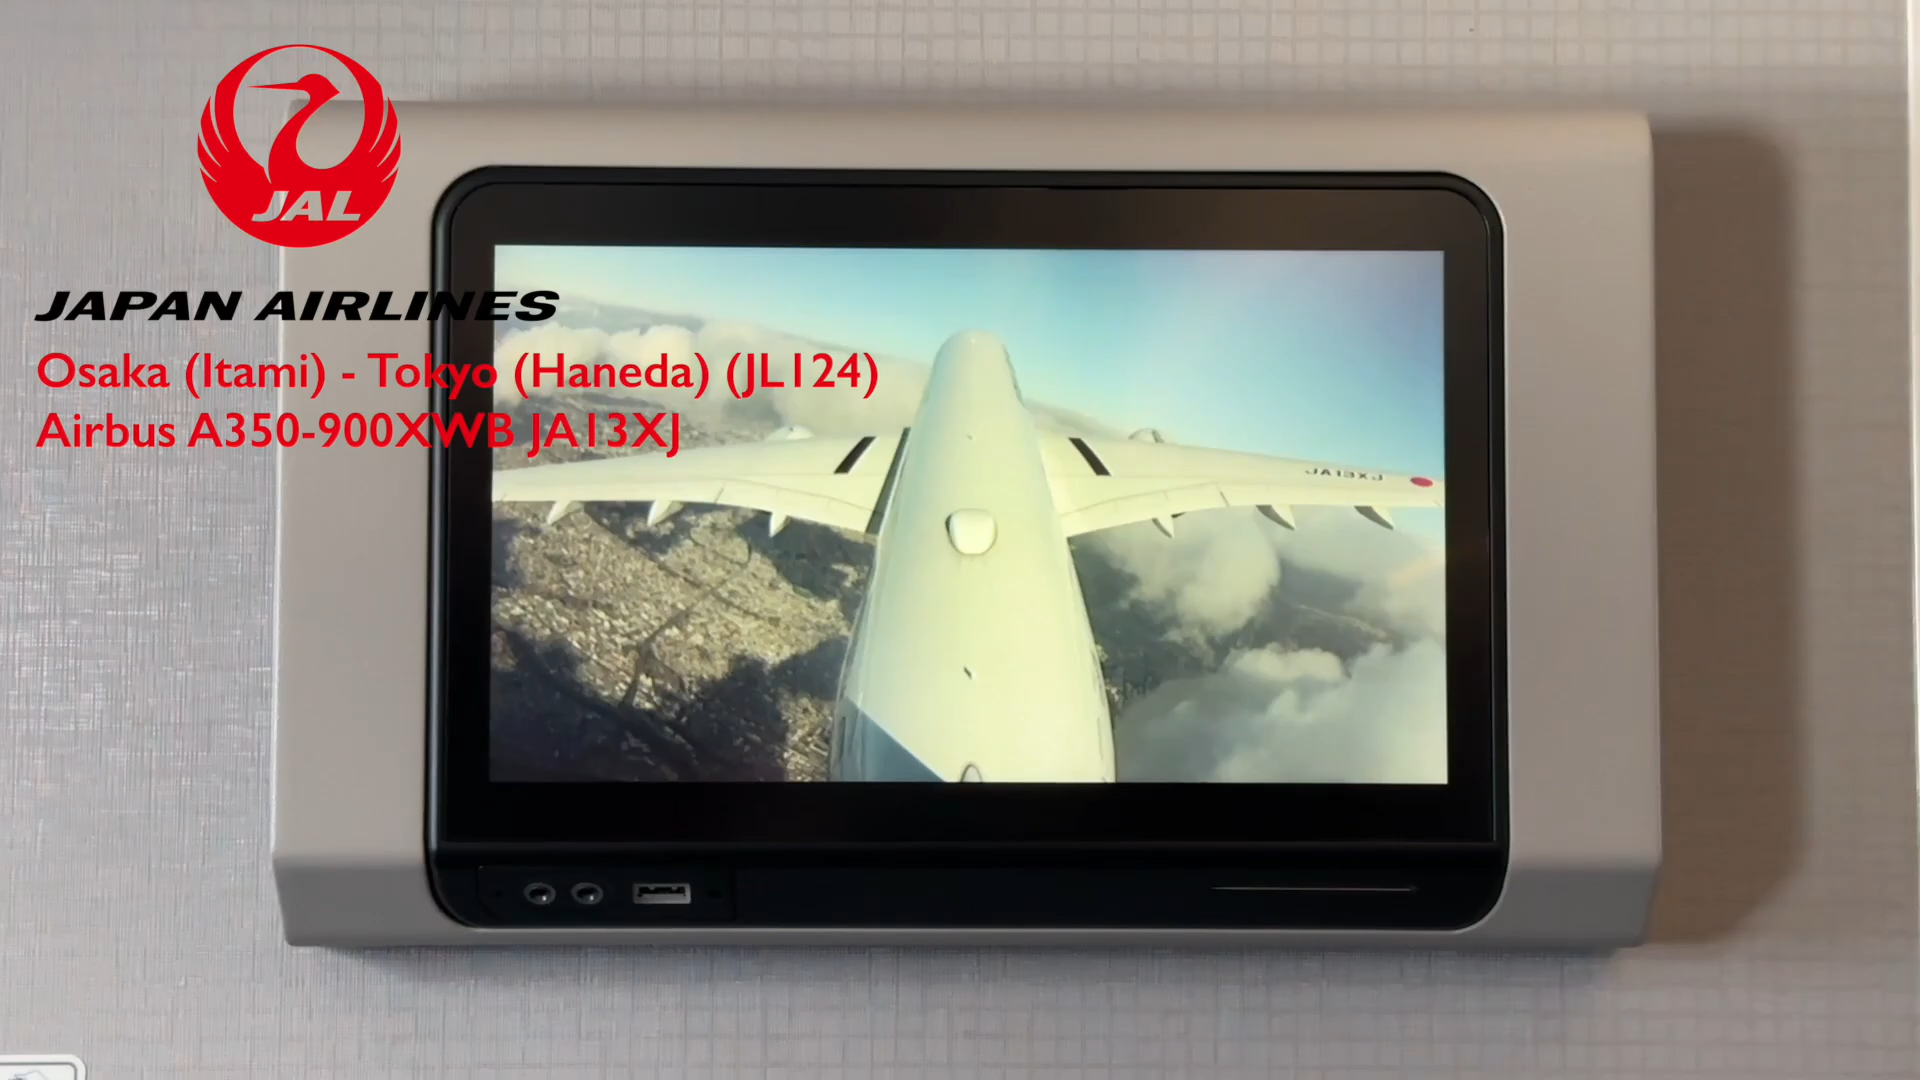 JAL
JAPAN AIRLINES
Osaka (Itami) - Tokyo (Haneda) (JL124)
Airbus A350-900XWB JA13XJ
JA13XJ